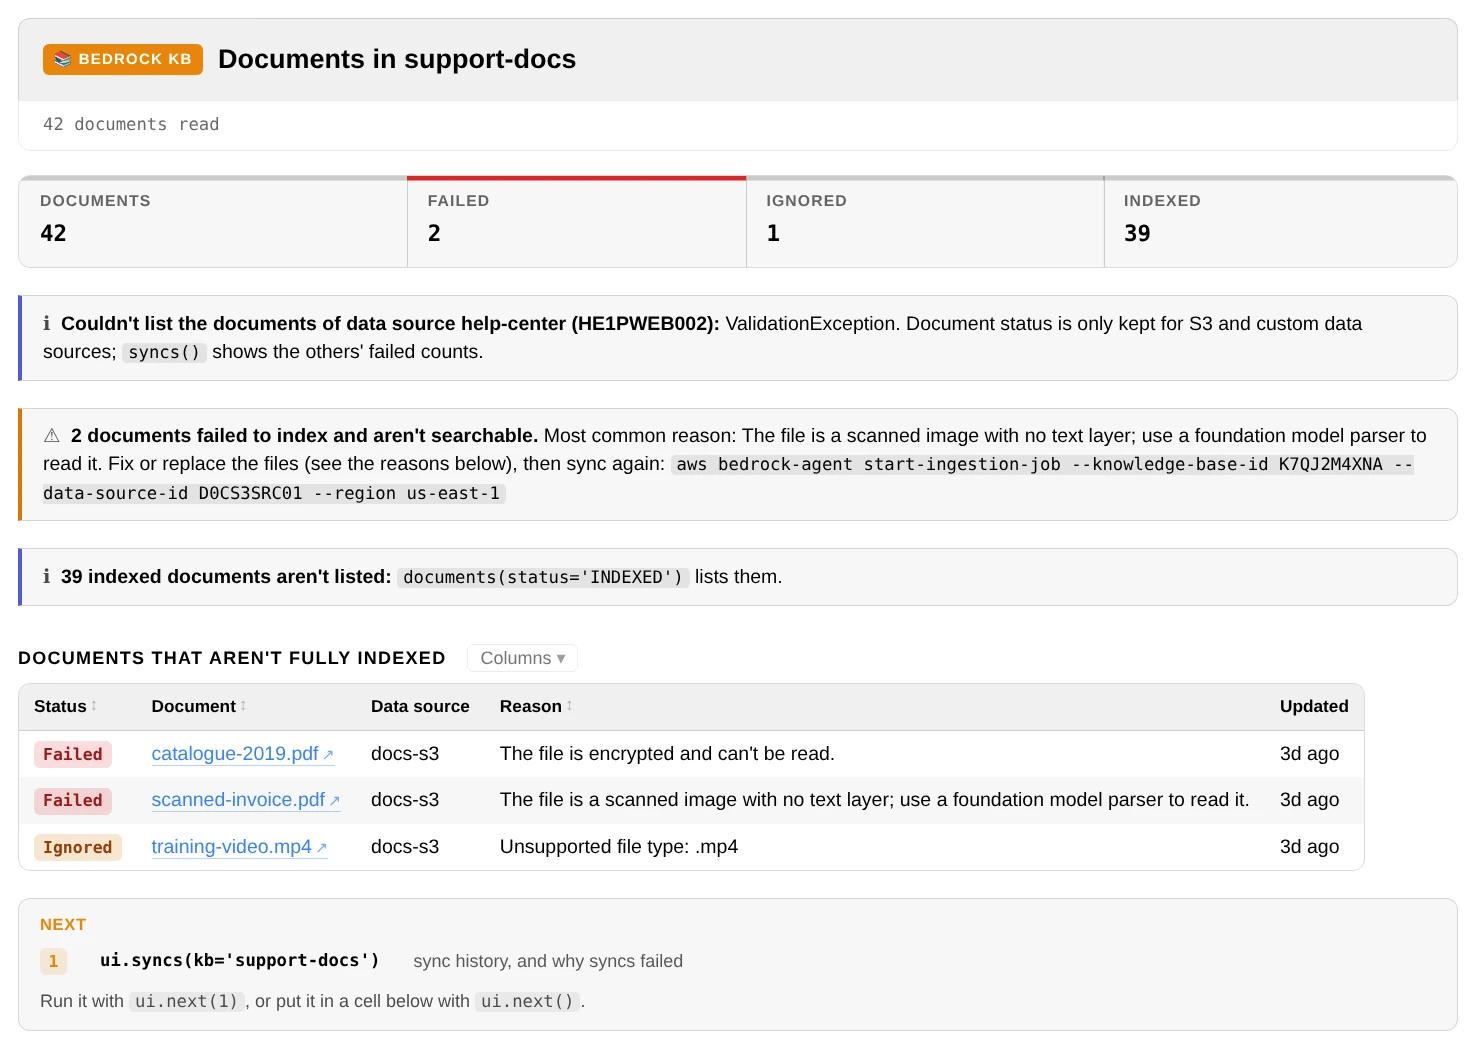 📚 BEDROCK KB Documents in support-docs
42 documents read
DOCUMENTS FAILED IGNORED INDEXED
42 2 1 39
ℹ Couldn't list the documents of data source help-center (HE1PWEB002): ValidationException. Document status is only kept for S3 and custom data
sources; syncs() shows the others' failed counts.
⚠ 2 documents failed to index and aren't searchable. Most common reason: The file is a scanned image with no text layer; use a foundation model parser to
read it. Fix or replace the files (see the reasons below), then sync again: aws bedrock-agent start-ingestion-job --knowledge-base-id K7QJ2M4XNA --
data-source-id D0CS3SRC01 --region us-east-1
ℹ 39 indexed documents aren't listed: documents(status='INDEXED') lists them.
DOCUMENTS THAT AREN'T FULLY INDEXED Columns ▾
Status ↕ Document ↕ Data source Reason ↕ Updated
Failed catalogue-2019.pdf ↗ docs-s3 The file is encrypted and can't be read. 3d ago
Failed scanned-invoice.pdf ↗ docs-s3 The file is a scanned image with no text layer; use a foundation model parser to read it. 3d ago
Ignored training-video.mp4 ↗ docs-s3 Unsupported file type: .mp4 3d ago
NEXT
1 ui.syncs(kb='support-docs') sync history, and why syncs failed
Run it with ui.next(1), or put it in a cell below with ui.next().